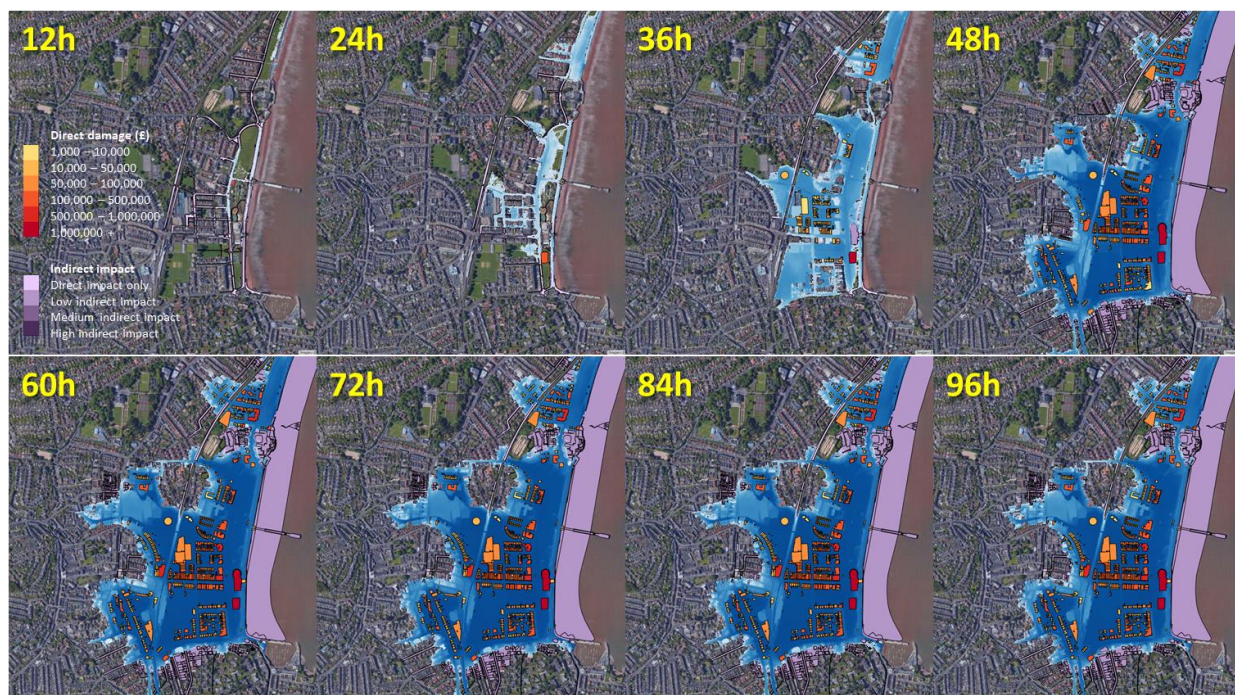 12h
24h
36h
48h
Direct damage (£)
1,000 – 10,000
10,000 – 50,000
50,000 – 100,000
100,000 – 500,000
500,000 – 1,000,000
1,000,000 +
Indirect impact
Direct impact only
Low indirect impact
Medium indirect impact
High indirect impact
60h
72h
84h
96h